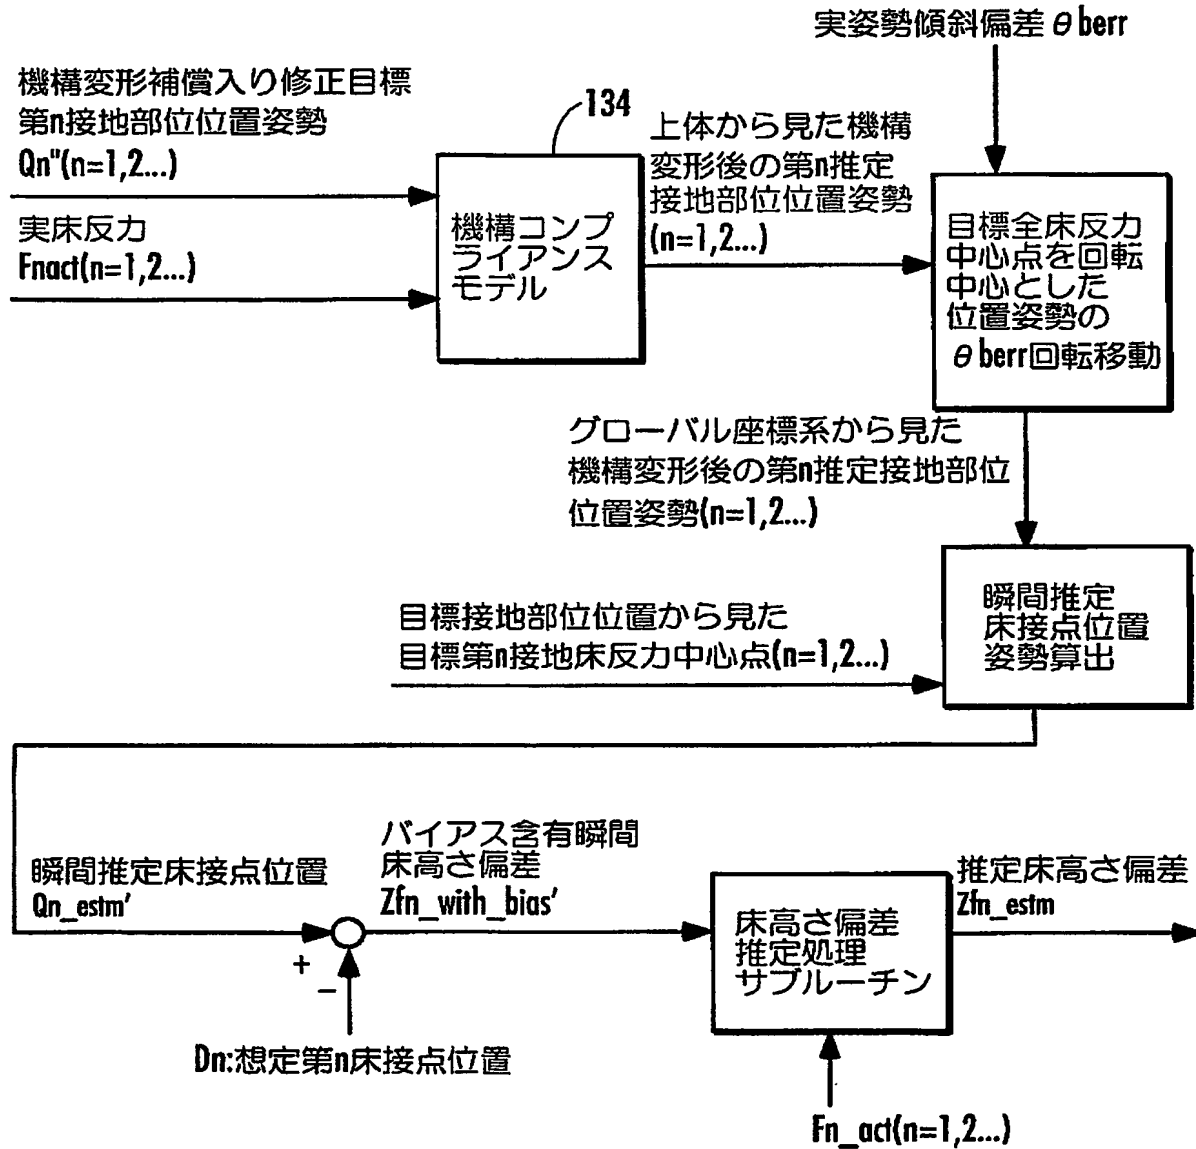 実姿勢傾斜偏差θberr
機構変形補償入り修正目標
第n接地部位位置姿勢
Qn"(n=1,2...)
実床反力
Fnact(n=1,2...)
134
機構コンプ
ライアンス
モデル
上体から見た機構
変形後の第n推定
接地部位位置姿勢
(n=1,2...)
目標全床反力
中心点を回転
中心とした
位置姿勢の
θberr回転移動
グローバル座標系から見た
機構変形後の第n推定接地部位
位置姿勢(n=1,2...)
目標接地部位位置から見た
目標第n接地床反力中心点(n=1,2...)
瞬間推定
床接点位置
姿勢算出
瞬間推定床接点位置
Qn_estm'
+
−
Dn:想定第n床接点位置
バイアス含有瞬間
床高さ偏差
Zfn_with_bias'
床高さ偏差
推定処理
サブルーチン
Fn_act(n=1,2...)
推定床高さ偏差
Zfn_estm